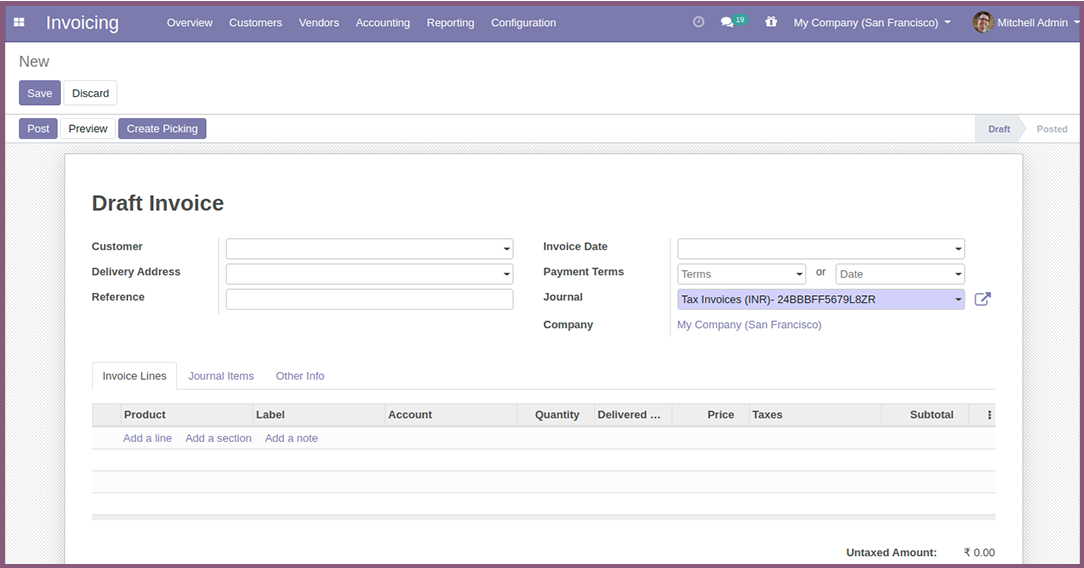 Invoicing Overview Customers Vendors Accounting Reporting Configuration 19 My Company (San Francisco) Mitchell Admin
New
Save Discard
Post Preview Create Picking Draft Posted
Draft Invoice
Customer Invoice Date
Delivery Address Payment Terms Terms or Date
Reference Journal Tax Invoices (INR)- 24BBBFF5679L8ZR
Company My Company (San Francisco)
Invoice Lines Journal Items Other Info
Product Label Account Quantity Delivered ... Price Taxes Subtotal
Add a line Add a section Add a note
Untaxed Amount: ₹ 0.00